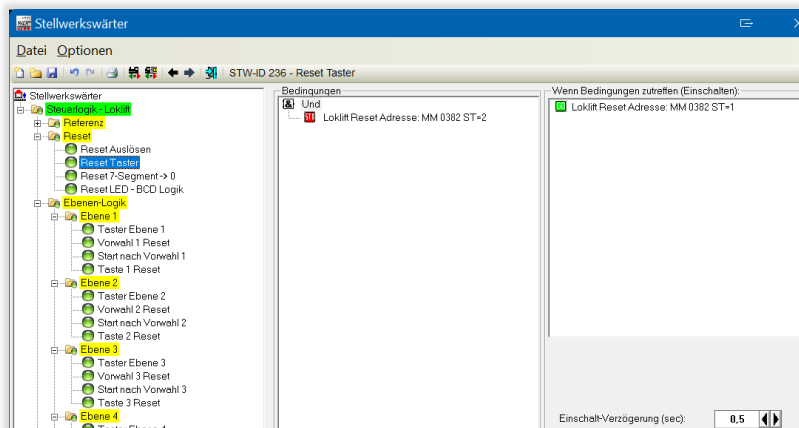 Stellwerkswärter
Datei Optionen
STW-ID 236 - Reset Taster
Stellwerkswärter
Steuerlogik - Loklift
Referenz
Reset
Reset Auslösen
Reset Taster
Reset 7-Segment -> 0
Reset LED - BCD Logik
Ebenen-Logik
Ebene 1
Taster Ebene 1
Vorwahl 1 Reset
Start nach Vorwahl 1
Taste 1 Reset
Ebene 2
Taster Ebene 2
Vorwahl 2 Reset
Start nach Vorwahl 2
Taste 2 Reset
Ebene 3
Taster Ebene 3
Vorwahl 3 Reset
Start nach Vorwahl 3
Taste 3 Reset
Ebene 4
Taster Ebene 4
Bedingungen
& Und
Loklift Reset Adresse: MM 0382 ST=2
Wenn Bedingungen zutreffen (Einschalten):
Loklift Reset Adresse: MM 0382 ST=1
Einschalt-Verzögerung (sec): 0,5